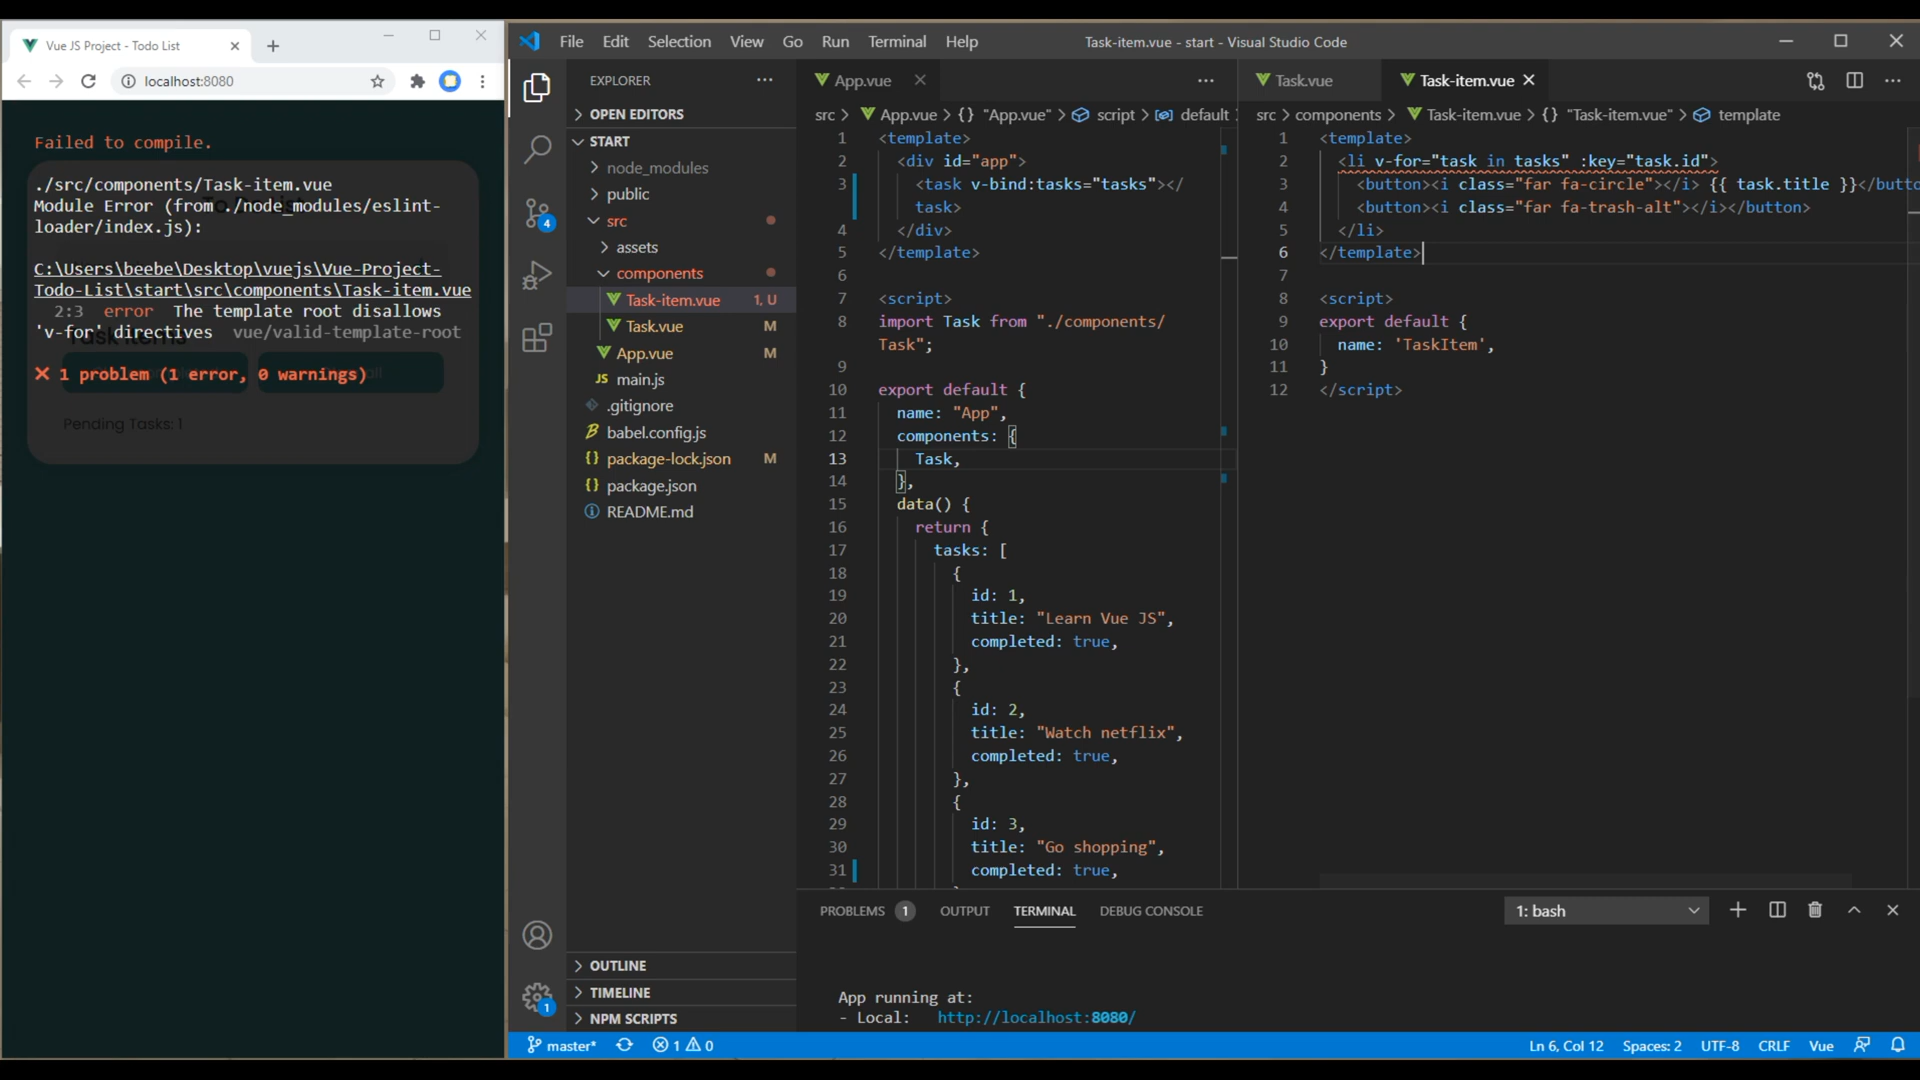 Vue JS Project - Todo List
localhost:8080
Failed to compile.
./src/components/Task-item.vue
Module Error (from ./node_modules/eslint-
loader/index.js):
C:\Users\beebe\Desktop\vuejs\Vue-Project-
Todo-List\start\src\components\Task-item.vue
2:3 error The template root disallows
'v-for' directives vue/valid-template-root
Task Items
✕ 1 problem (1 error, 0 warnings)
Pending Tasks: 1
File Edit Selection View Go Run Terminal Help
Task-item.vue - start - Visual Studio Code
4
1
EXPLORER
OPEN EDITORS
START
node_modules
public
src
assets
components
Task-item.vue 1, U
Task.vue M
App.vue M
JS main.js
.gitignore
babel.config.js
{} package-lock.json M
{} package.json
README.md
OUTLINE
TIMELINE
NPM SCRIPTS
App.vue
src > App.vue > {} "App.vue" > script > default
1 <template>
2 <div id="app">
3 <task v-bind:tasks="tasks"></
task>
4 </div>
5 </template>
6
7 <script>
8 import Task from "./components/
Task";
9
10 export default {
11 name: "App",
12 components: {
13 Task,
14 },
15 data() {
16 return {
17 tasks: [
18 {
19 id: 1,
20 title: "Learn Vue JS",
21 completed: true,
22 },
23 {
24 id: 2,
25 title: "Watch netflix",
26 completed: true,
27 },
28 {
29 id: 3,
30 title: "Go shopping",
31 completed: true,
Task.vue Task-item.vue
src > components > Task-item.vue > {} "Task-item.vue" > template
1 <template>
2 <li v-for="task in tasks" :key="task.id">
3 <button><i class="far fa-circle"></i> {{ task.title }}</butto
4 <button><i class="far fa-trash-alt"></i></button>
5 </li>
6 </template>
7
8 <script>
9 export default {
10 name: 'TaskItem',
11 }
12 </script>
PROBLEMS 1 OUTPUT TERMINAL DEBUG CONSOLE
1: bash
App running at:
- Local: http://localhost:8080/
master* 1 0
Ln 6, Col 12 Spaces: 2 UTF-8 CRLF Vue